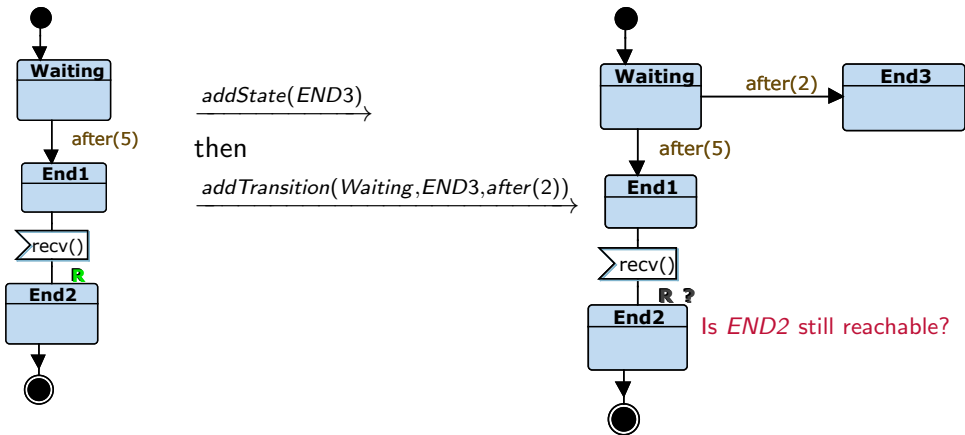 Waiting
after(5)
End1
recv()
R
End2
addState(END3)
then
addTransition(Waiting,END3,after(2))
Waiting
after(2)
End3
after(5)
End1
recv()
R ?
End2
Is END2 still reachable?